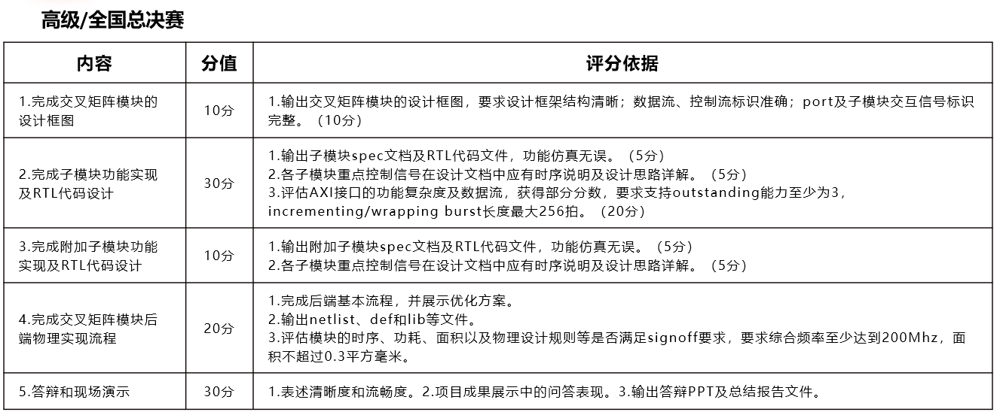 高级/全国总决赛
内容
分值
评分依据
1.完成交叉矩阵模块的
设计框图
10分
1.输出交叉矩阵模块的设计框图，要求设计框架结构清晰；数据流、控制流标识准确；port及子模块交互信号标识
完整。（10分）
2.完成子模块功能实现
及RTL代码设计
30分
1.输出子模块spec文档及RTL代码文件，功能仿真无误。（5分）
2.各子模块重点控制信号在设计文档中应有时序说明及设计思路详解。（5分）
3.评估AXI接口的功能复杂度及数据流，获得部分分数，要求支持outstanding能力至少为3，
incrementing/wrapping burst长度最大256拍。（20分）
3.完成附加子模块功能
实现及RTL代码设计
10分
1.输出附加子模块spec文档及RTL代码文件，功能仿真无误。（5分）
2.各子模块重点控制信号在设计文档中应有时序说明及设计思路详解。（5分）
4.完成交叉矩阵模块后
端物理实现流程
20分
1.完成后端基本流程，并展示优化方案。
2.输出netlist、def和lib等文件。
3.评估模块的时序、功耗、面积以及物理设计规则等是否满足signoff要求，要求综合频率至少达到200Mhz，面
积不超过0.3平方毫米。
5.答辩和现场演示
30分
1.表述清晰度和流畅度。2.项目成果展示中的问答表现。3.输出答辩PPT及总结报告文件。